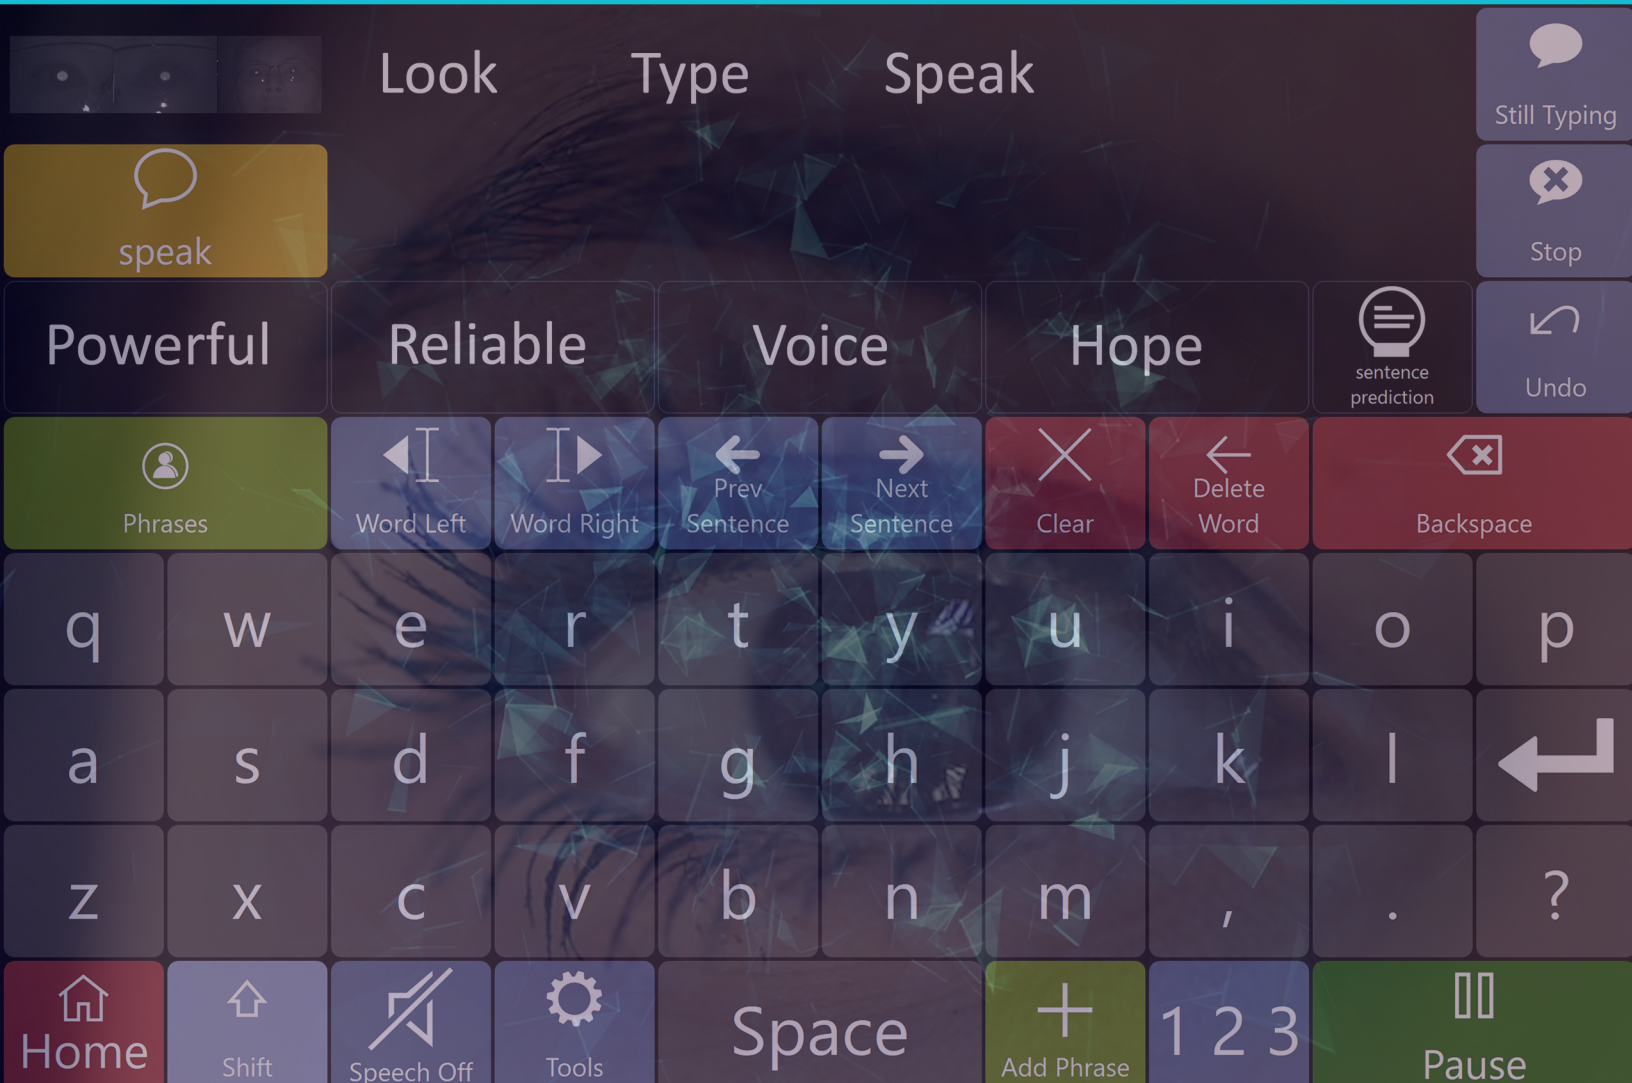 Look Type Speak
Still Typing
speak
Stop
Powerful Reliable Voice Hope
sentence
prediction
Undo
Phrases
Word Left
Word Right
Prev
Sentence
Next
Sentence
Clear
Delete
Word
Backspace
q w e r t y u i o p
a s d f g h j k l
z x c v b n m , . ?
Home
Shift
Speech Off
Tools
Space
Add Phrase
1 2 3
Pause